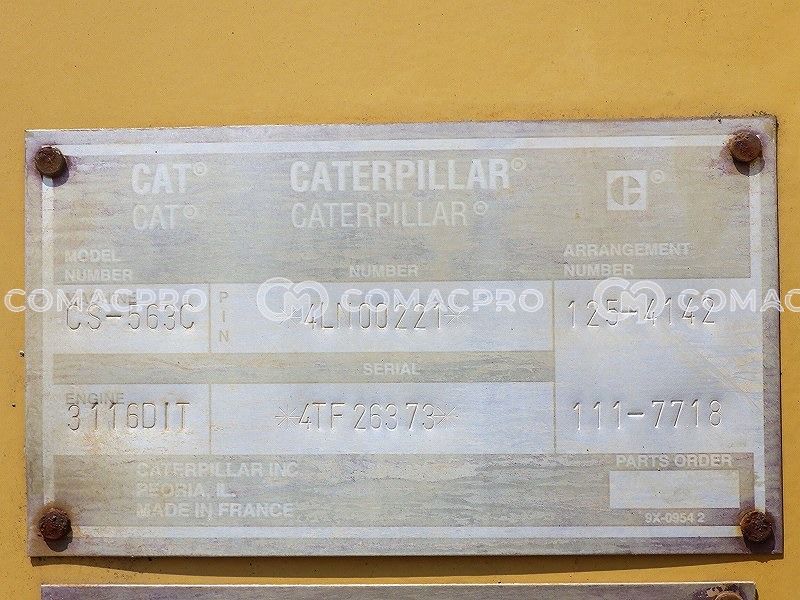 CAT® CATERPILLAR®
CAT® CATERPILLAR®
MODEL NUMBER
NUMBER
ARRANGEMENT NUMBER
COMACPRO COMACPRO COMACPRO
CS-563C
PIN
*4LN00221*
125-4142
SERIAL
ENGINE
3116DIT
*4TF26373*
111-7718
CATERPILLAR INC
PEORIA, IL.
MADE IN FRANCE
PARTS ORDER
9X-0954 2